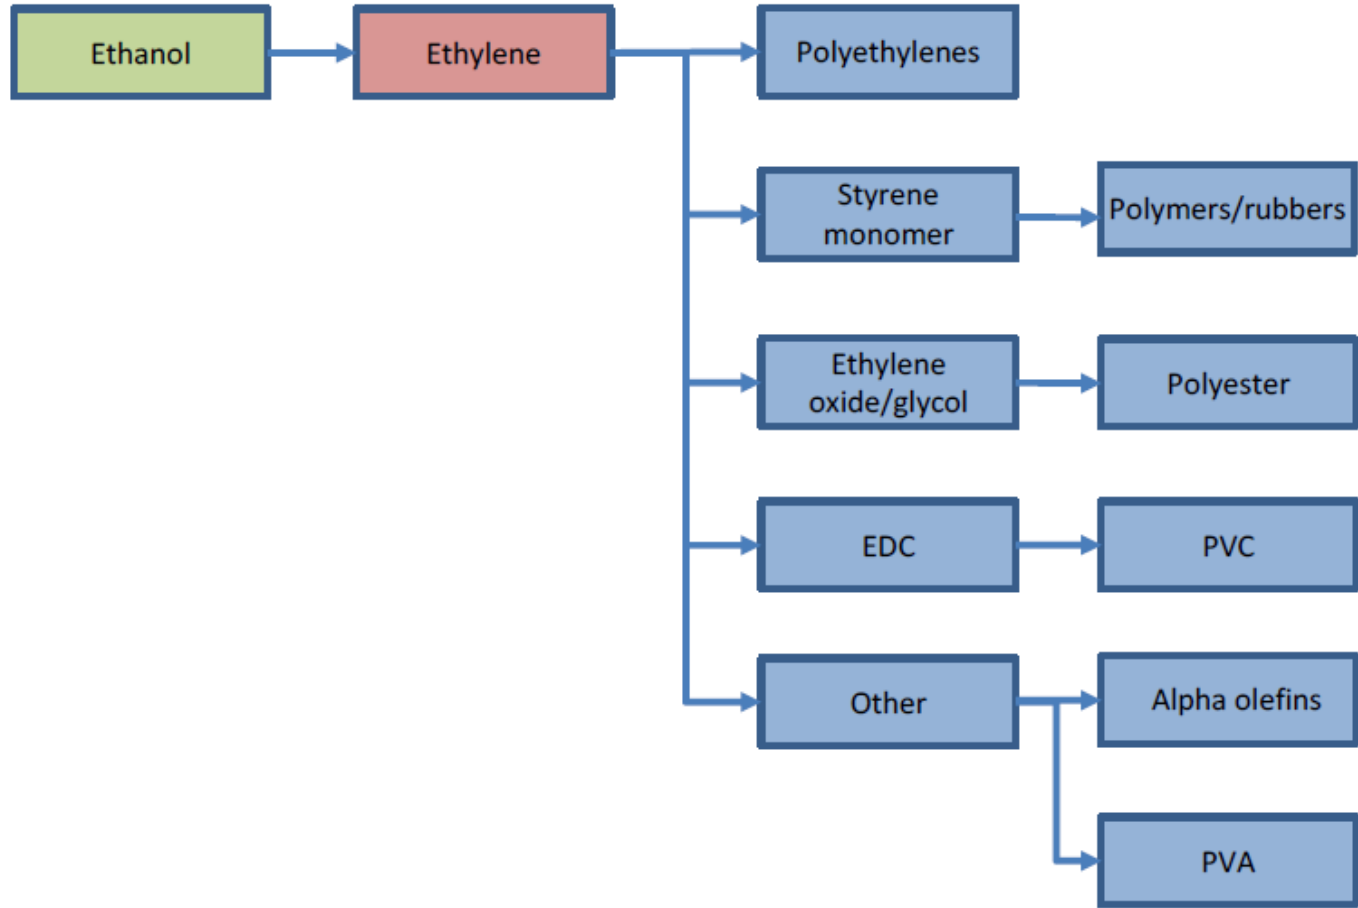 Ethanol
Ethylene
Polyethylenes
Styrene
monomer
Polymers/rubbers
Ethylene
oxide/glycol
Polyester
EDC
PVC
Other
Alpha olefins
PVA